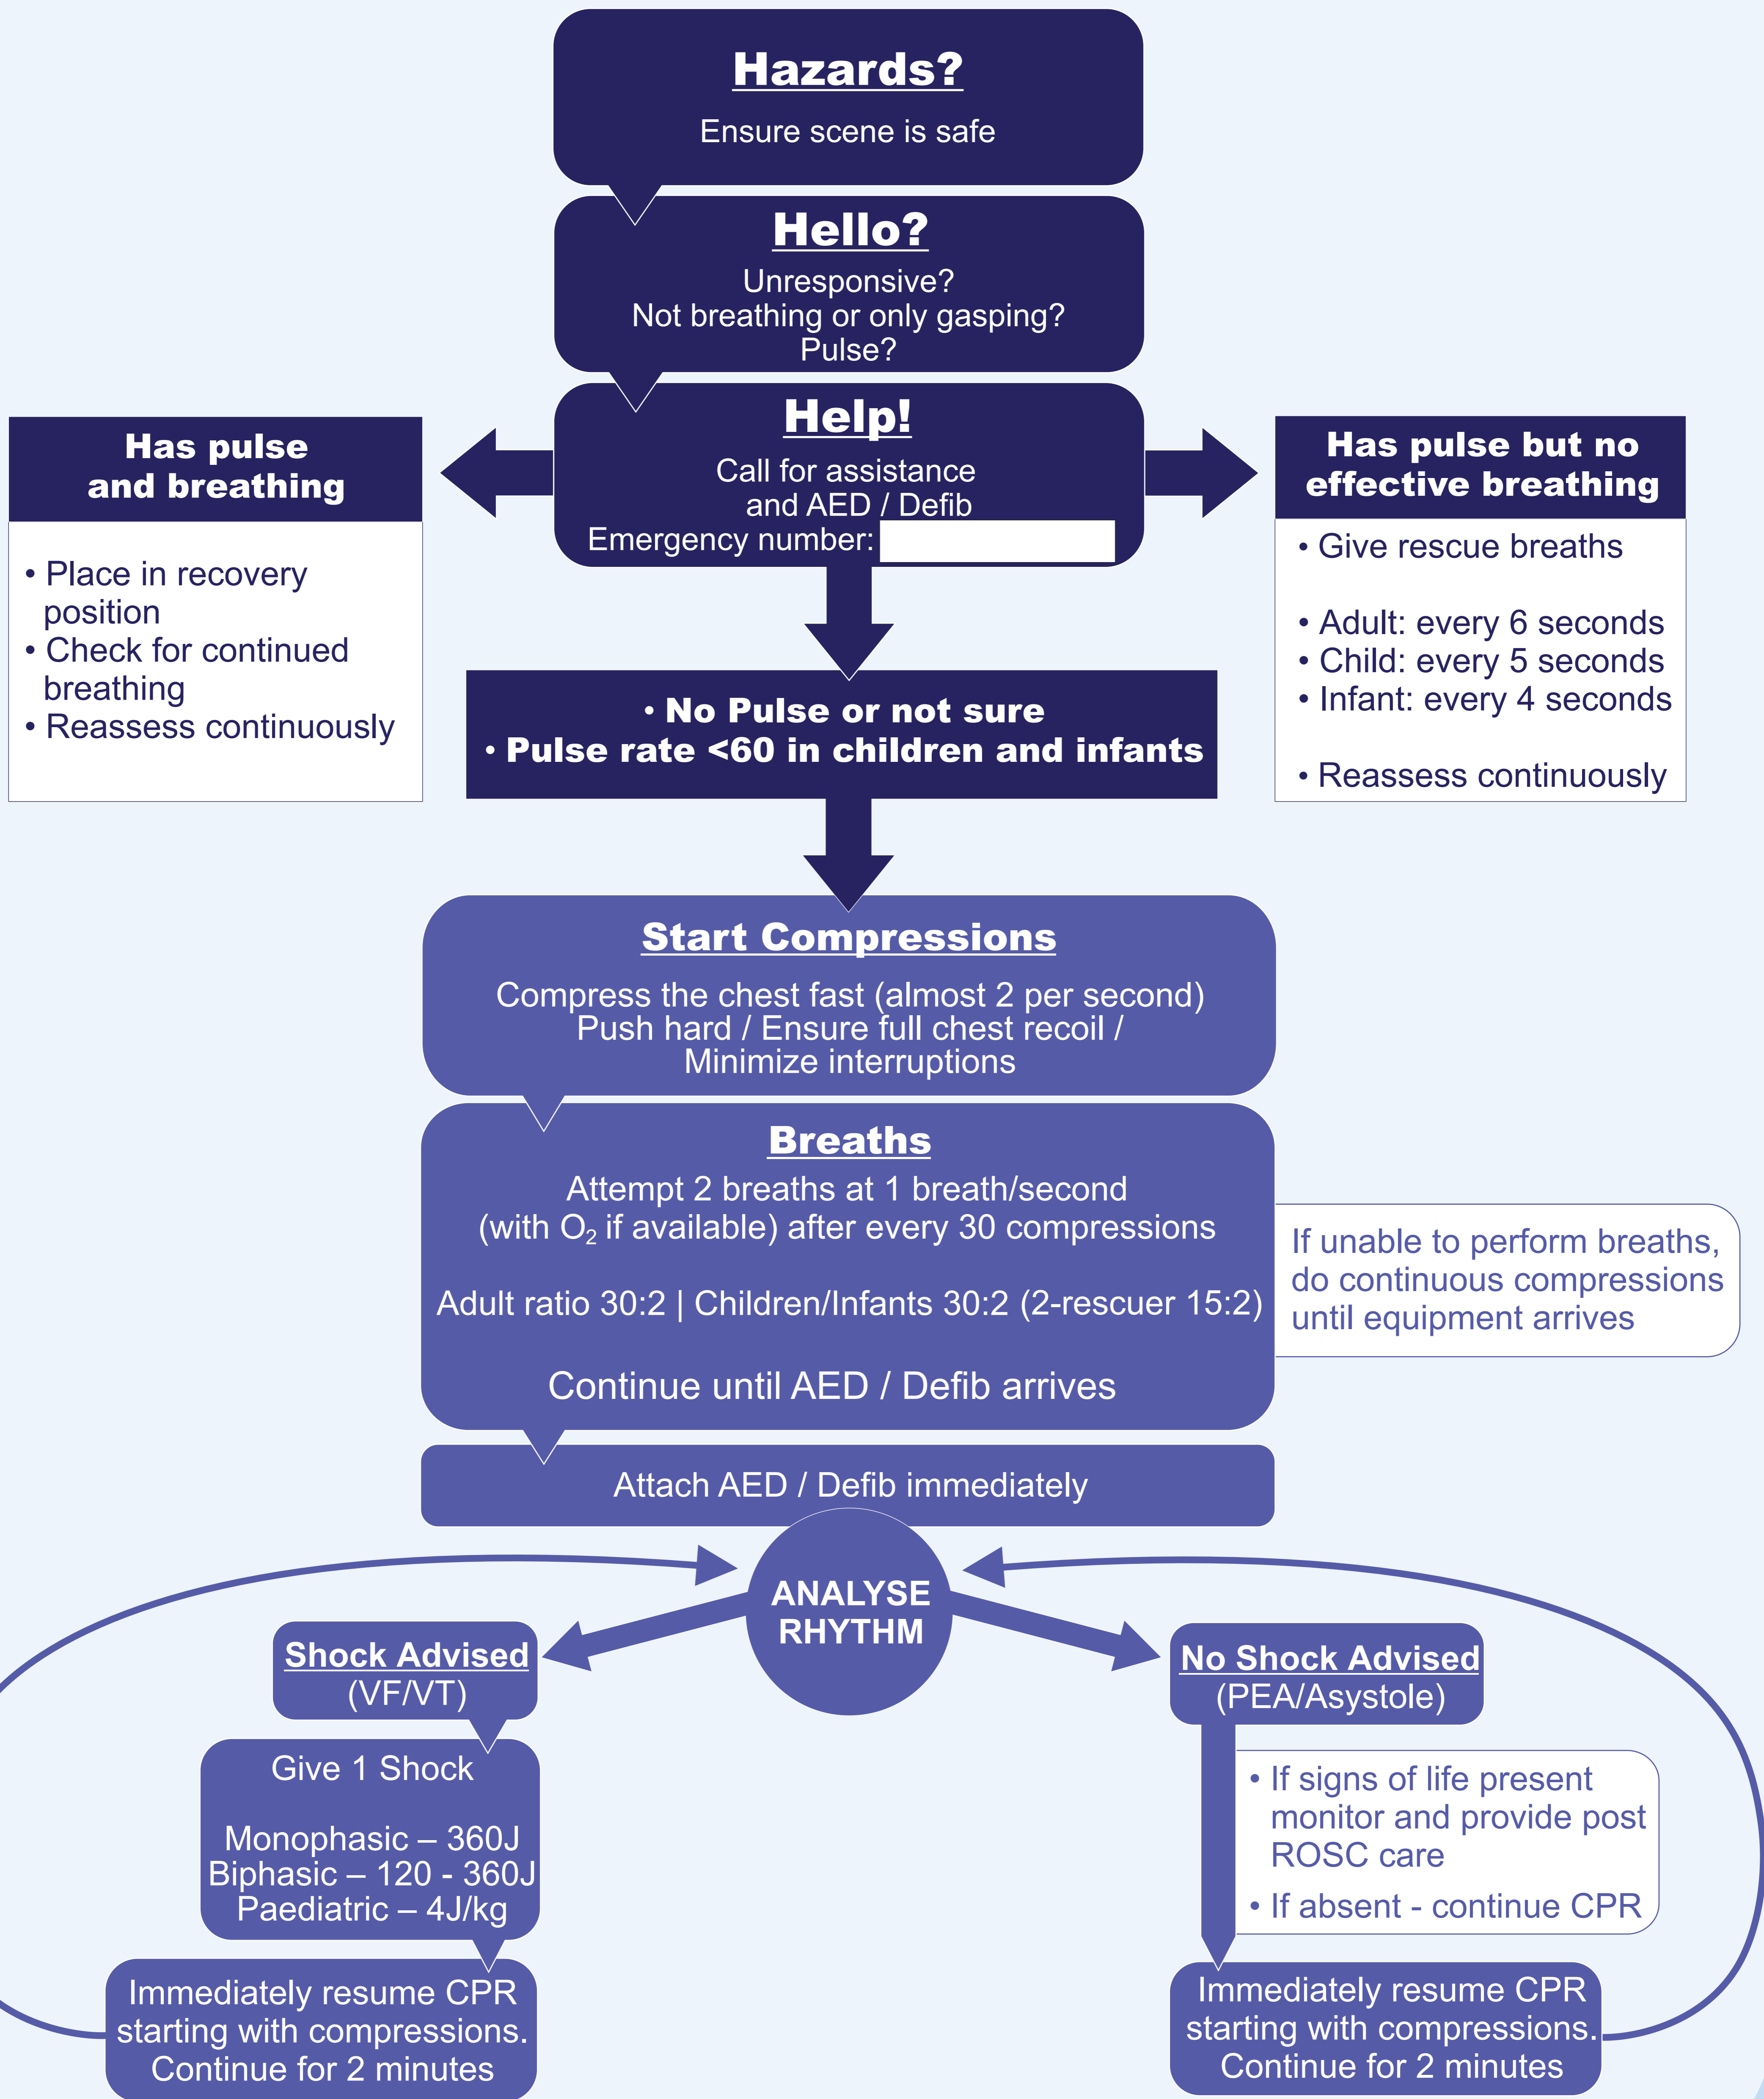 Hazards?
Ensure scene is safe
Hello?
Unresponsive?
Not breathing or only gasping?
Pulse?
Help!
Call for assistance
and AED / Defib
Emergency number:
Has pulse
and breathing
• Place in recovery
position
• Check for continued
breathing
• Reassess continuously
Has pulse but no
effective breathing
• Give rescue breaths
• Adult: every 6 seconds
• Child: every 5 seconds
• Infant: every 4 seconds
• Reassess continuously
• No Pulse or not sure
• Pulse rate <60 in children and infants
Start Compressions
Compress the chest fast (almost 2 per second)
Push hard / Ensure full chest recoil /
Minimize interruptions
Breaths
Attempt 2 breaths at 1 breath/second
(with O₂ if available) after every 30 compressions
Adult ratio 30:2 | Children/Infants 30:2 (2-rescuer 15:2)
Continue until AED / Defib arrives
If unable to perform breaths,
do continuous compressions
until equipment arrives
Attach AED / Defib immediately
ANALYSE
RHYTHM
Shock Advised
(VF/VT)
Give 1 Shock
Monophasic – 360J
Biphasic – 120 - 360J
Paediatric – 4J/kg
Immediately resume CPR
starting with compressions.
Continue for 2 minutes
No Shock Advised
(PEA/Asystole)
• If signs of life present
monitor and provide post
ROSC care
• If absent - continue CPR
Immediately resume CPR
starting with compressions.
Continue for 2 minutes